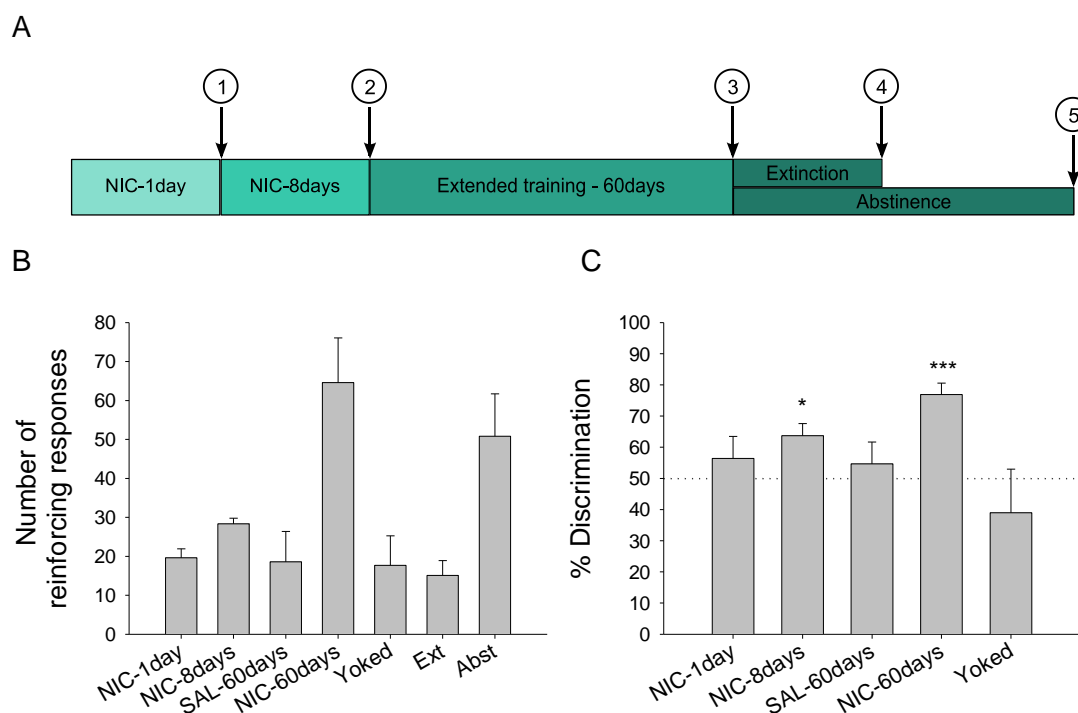 A
1
2
3
4
5
NIC-1day
NIC-8days
Extended training - 60days
Extinction
Abstinence
B
Number of
reinforcing responses
80
70
60
50
40
30
20
10
0
NIC-1day
NIC-8days
SAL-60days
NIC-60days
Yoked
Ext
Abst
C
% Discrimination
100
90
80
70
60
50
40
30
20
10
0
*
***
NIC-1day
NIC-8days
SAL-60days
NIC-60days
Yoked